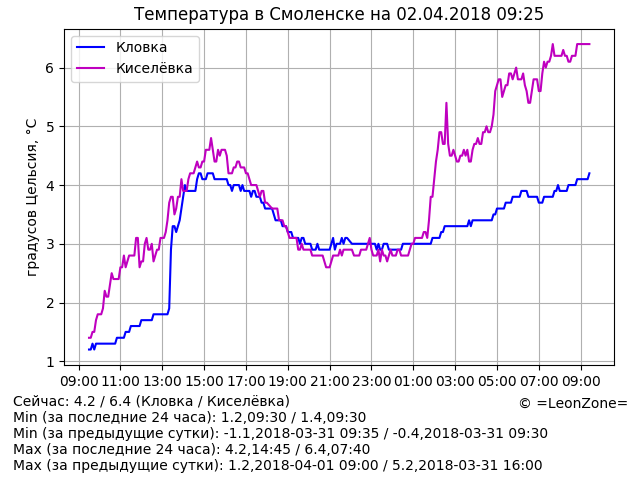 Температура в Смоленске на 02.04.2018 09:25
Кловка
Киселёвка
градусов Цельсия, °C
6
5
4
3
2
1
09:00 11:00 13:00 15:00 17:00 19:00 21:00 23:00 01:00 03:00 05:00 07:00 09:00
Сейчас: 4.2 / 6.4 (Кловка / Киселёвка)
© =LeonZone=
Min (за последние 24 часа): 1.2,09:30 / 1.4,09:30
Min (за предыдущие сутки): -1.1,2018-03-31 09:35 / -0.4,2018-03-31 09:30
Max (за последние 24 часа): 4.2,14:45 / 6.4,07:40
Max (за предыдущие сутки): 1.2,2018-04-01 09:00 / 5.2,2018-03-31 16:00